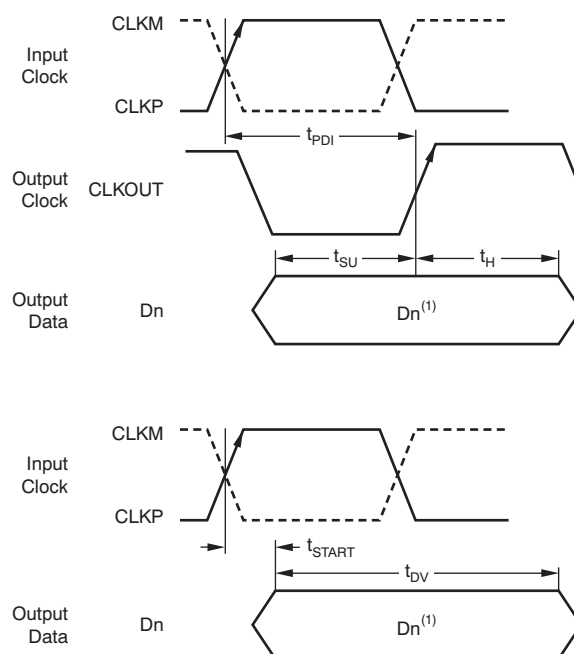 CLKM
Input
Clock
CLKP
tPDI
Output
Clock
CLKOUT
tSU
tH
Output
Data
Dn
Dn(1)
CLKM
Input
Clock
CLKP
tSTART
tDV
Output
Data
Dn
Dn(1)